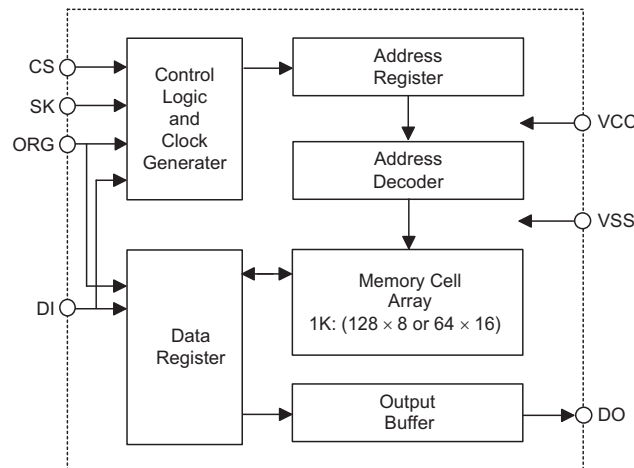 CS
SK
ORG
DI
Control
Logic
and
Clock
Generater
Address
Register
Address
Decoder
Memory Cell
Array
1K: (128 × 8 or 64 × 16)
Data
Register
Output
Buffer
VCC
VSS
DO